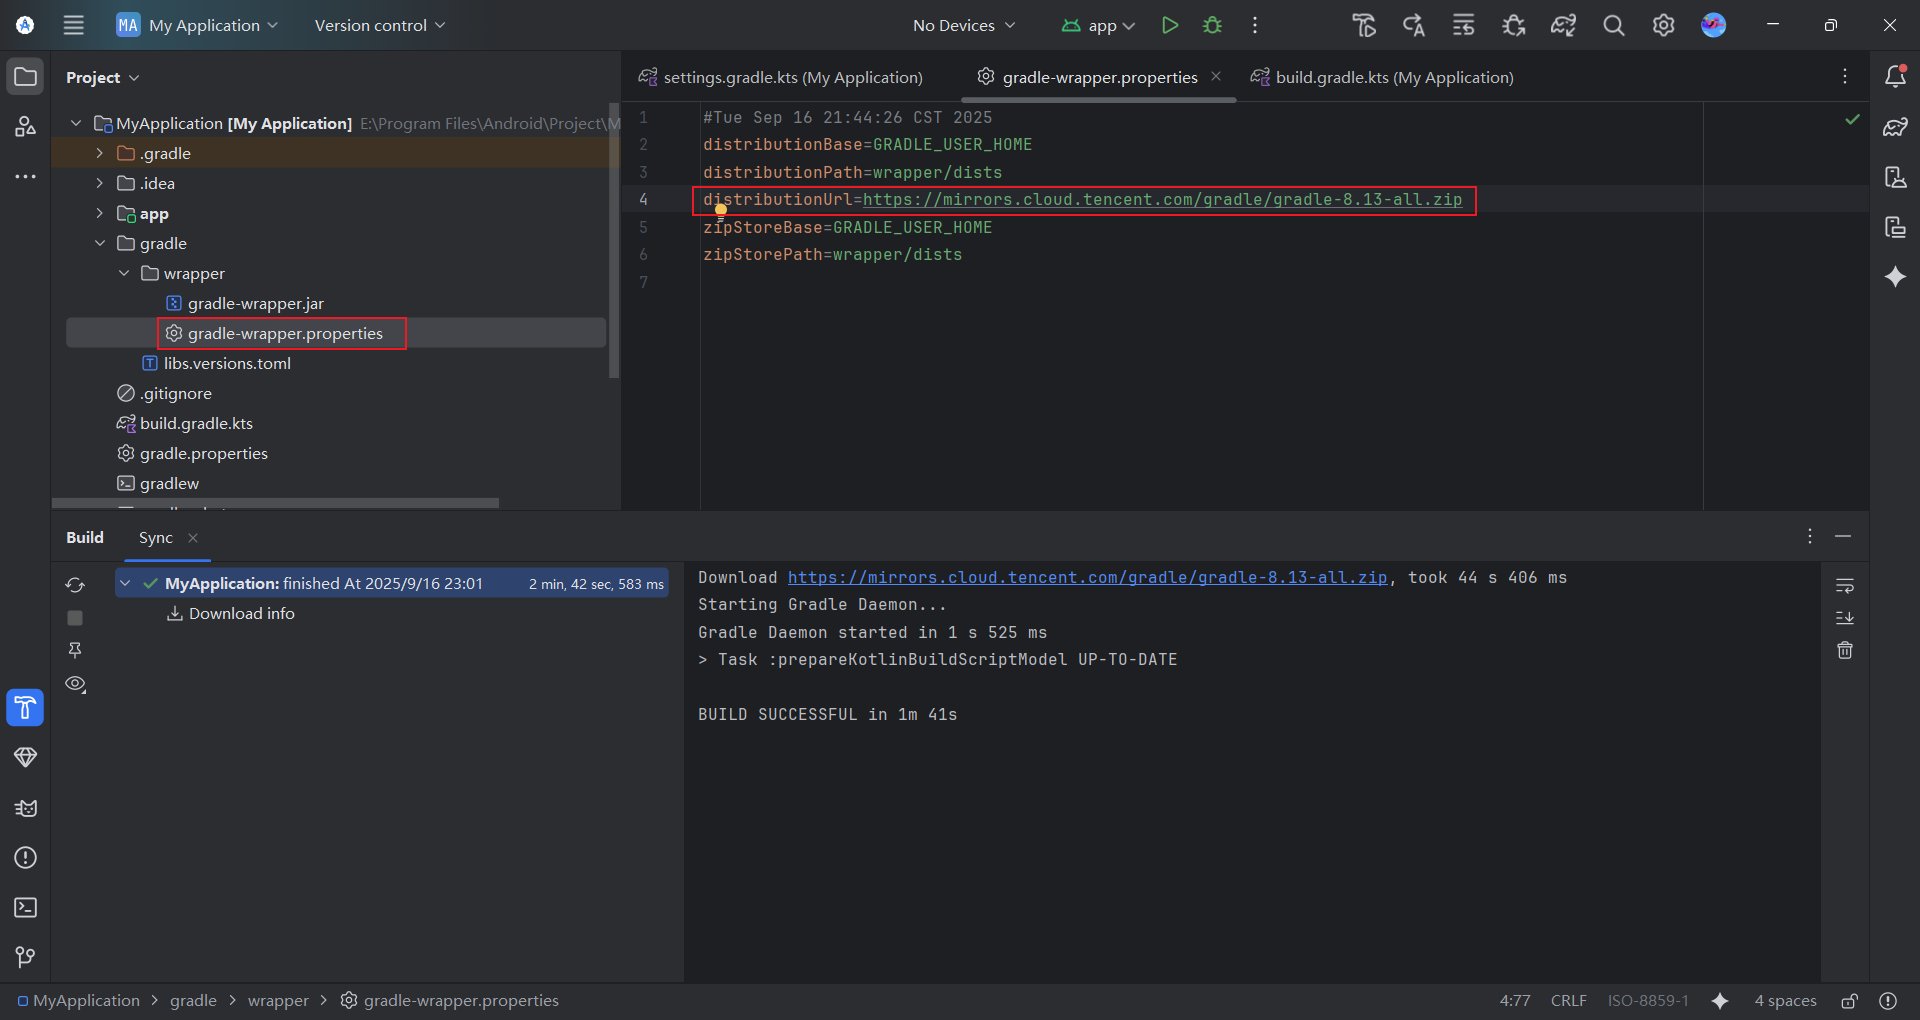 MA My Application Version control No Devices app
Project
settings.gradle.kts (My Application) gradle-wrapper.properties build.gradle.kts (My Application)
MyApplication [My Application] E:\Program Files\Android\Project\M
.gradle
.idea
app
gradle
wrapper
gradle-wrapper.jar
gradle-wrapper.properties
T libs.versions.toml
.gitignore
build.gradle.kts
gradle.properties
gradlew
1 #Tue Sep 16 21:44:26 CST 2025
2 distributionBase=GRADLE_USER_HOME
3 distributionPath=wrapper/dists
4 distributionUrl=https://mirrors.cloud.tencent.com/gradle/gradle-8.13-all.zip
5 zipStoreBase=GRADLE_USER_HOME
6 zipStorePath=wrapper/dists
7
Build Sync
MyApplication: finished At 2025/9/16 23:01 2 min, 42 sec, 583 ms
Download info
Download https://mirrors.cloud.tencent.com/gradle/gradle-8.13-all.zip, took 44 s 406 ms
Starting Gradle Daemon...
Gradle Daemon started in 1 s 525 ms
> Task :prepareKotlinBuildScriptModel UP-TO-DATE
BUILD SUCCESSFUL in 1m 41s
MyApplication > gradle > wrapper > gradle-wrapper.properties
4:77 CRLF ISO-8859-1 4 spaces